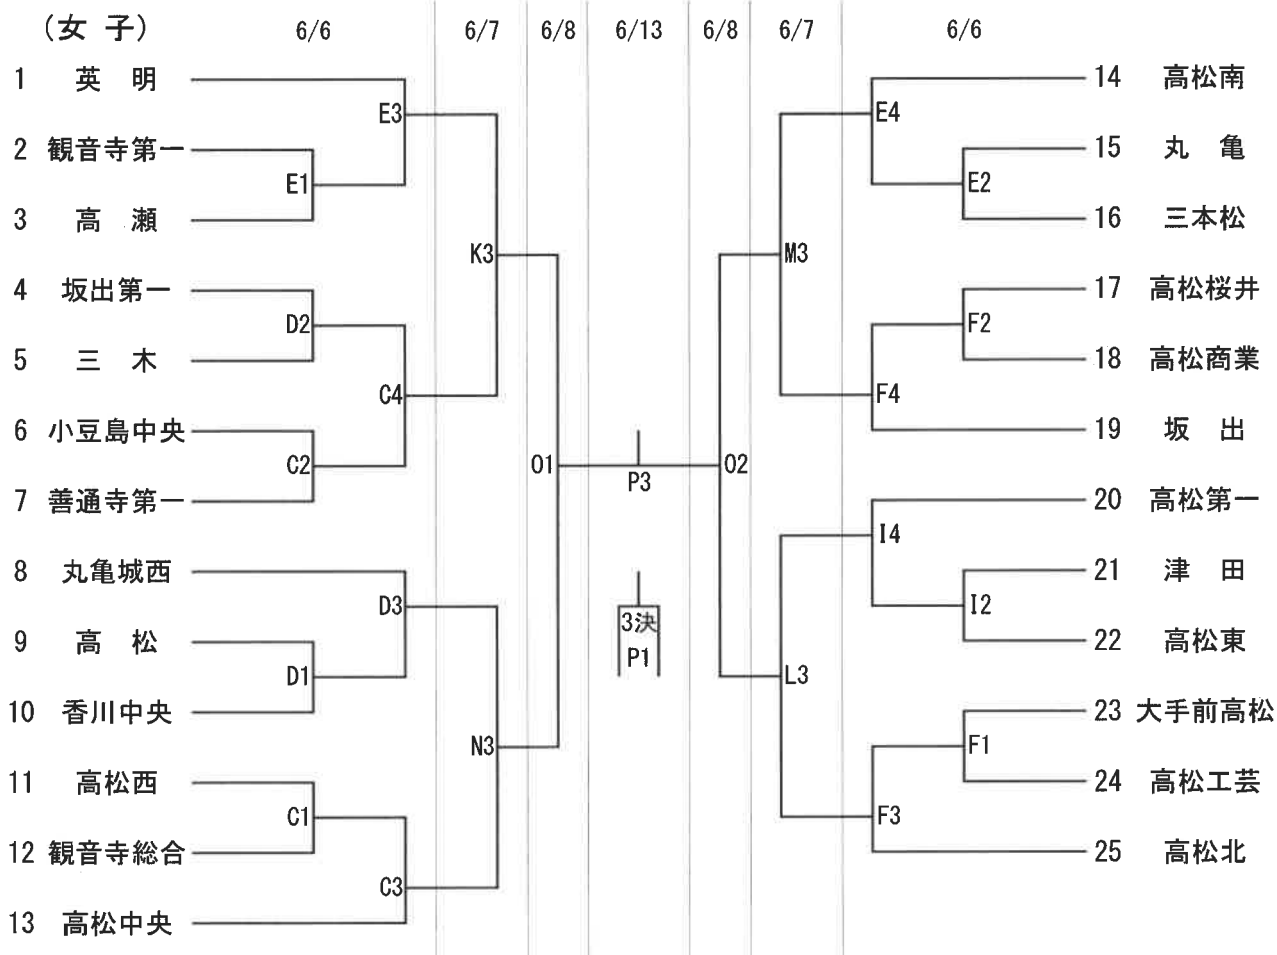 (女 子)
6/6 6/7 6/8 6/13 6/8 6/7 6/6
1 英 明
E3
2 観音寺第一
E1
3 高 瀬
K3
4 坂出第一
D2
5 三 木
C4
6 小豆島中央
C2
7 善通寺第一
O1
8 丸亀城西
D3
9 高 松
D1
10 香川中央
N3
11 高松西
C1
12 観音寺総合
C3
13 高松中央
P3
3決
P1
14 高松南
E4
15 丸 亀
E2
16 三本松
M3
17 高松桜井
F2
18 高松商業
F4
19 坂 出
O2
20 高松第一
I4
21 津 田
I2
22 高松東
L3
23 大手前高松
F1
24 高松工芸
F3
25 高松北